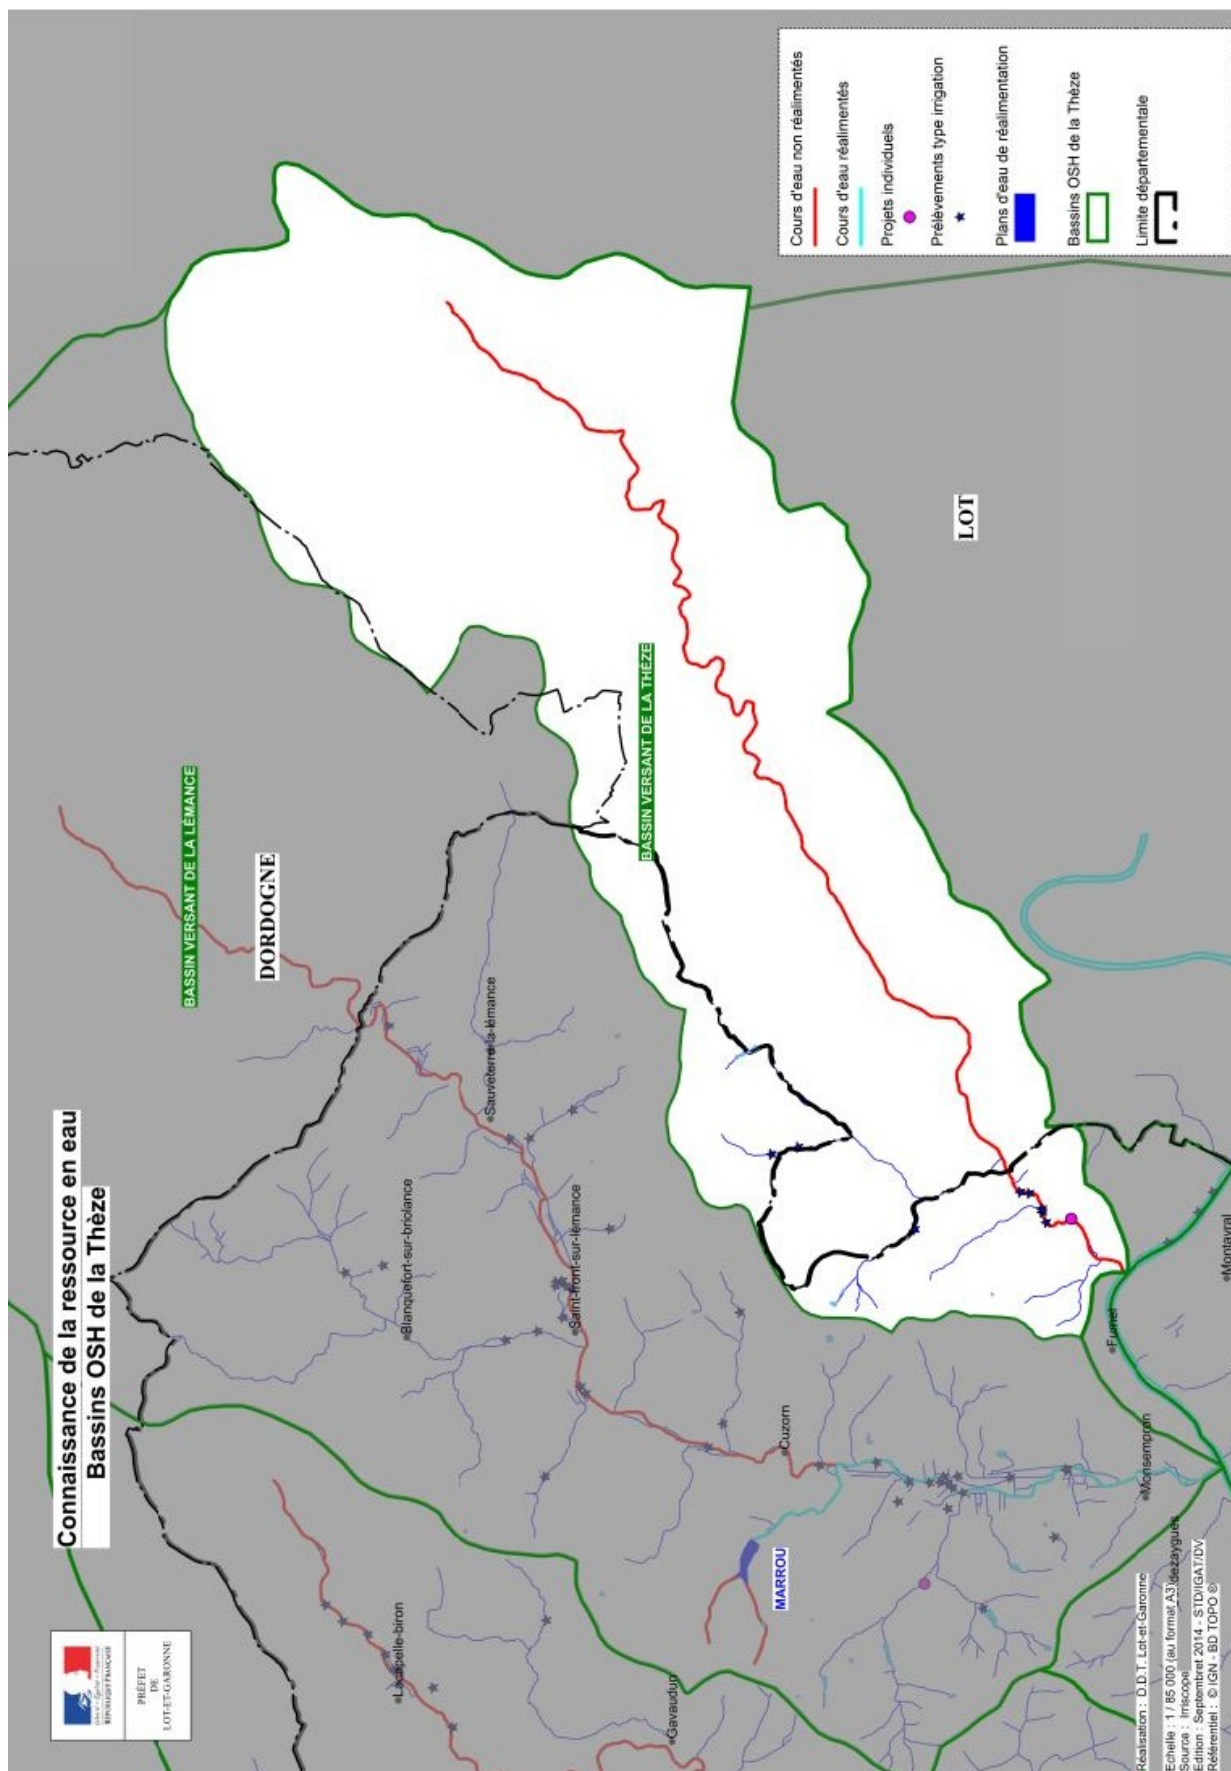 Connaissance de la ressource en eau
Bassins OSH de la Thèze
RÉPUBLIQUE FRANÇAISE
PRÉFET
DE
LOT-ET-GARONNE
BASSIN VERSANT DE LA LÉMANCE
DORDOGNE
BASSIN VERSANT DE LA THÈZE
LOT
Lacapelle-biron
Blanquefort-sur-briolance
Sauveterre-la-lémance
Saint-front-sur-lémance
Gavaudun
Cuzorn
MARROU
Monsempron
Fumel
Montayral
dezaygues
Cours d'eau non réalimentés
Cours d'eau réalimentés
Projets individuels
Prélèvements type irrigation
Plans d'eau de réalimentation
Bassins OSH de la Thèze
Limite départementale
Réalisation : D.D.T. Lot-et-Garonne
Echelle : 1 / 85 000 (au format A3)
Source : Irriscope
Edition : Septembret 2014 - STD/IGAT/DV
Référentiel : © IGN - BD TOPO ®